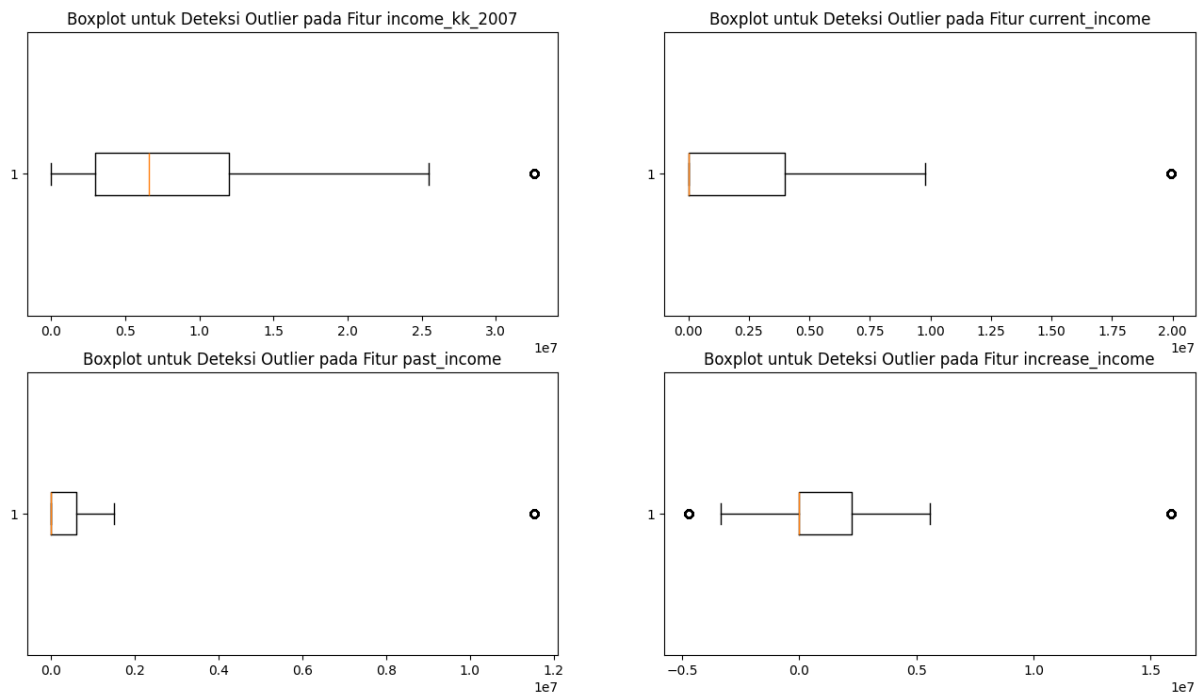 Boxplot untuk Deteksi Outlier pada Fitur income_kk_2007
1
0.0 0.5 1.0 1.5 2.0 2.5 3.0
1e7
Boxplot untuk Deteksi Outlier pada Fitur current_income
1
0.00 0.25 0.50 0.75 1.00 1.25 1.50 1.75 2.00
1e7
Boxplot untuk Deteksi Outlier pada Fitur past_income
1
0.0 0.2 0.4 0.6 0.8 1.0 1.2
1e7
Boxplot untuk Deteksi Outlier pada Fitur increase_income
1
−0.5 0.0 0.5 1.0 1.5
1e7